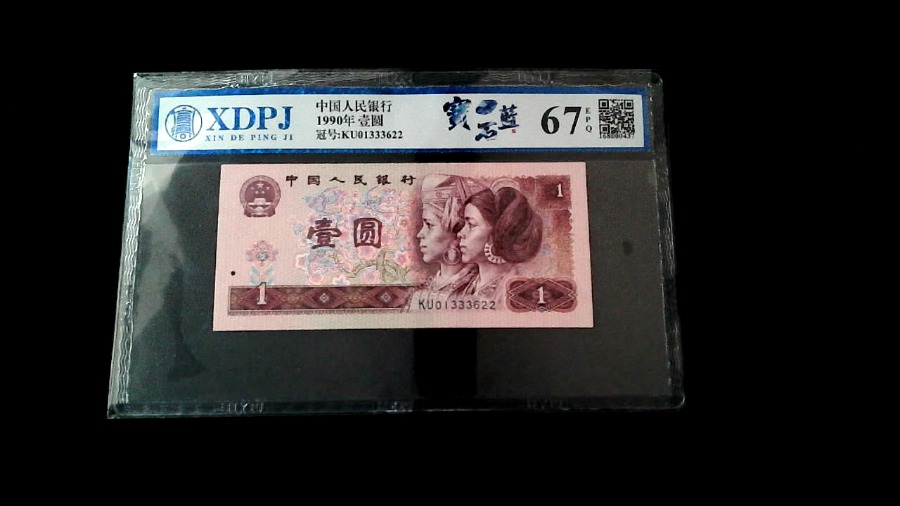 XDPJ
XIN DE PING JI
中国人民银行
1990年 壹圆
冠号:KU01333622
67
EPQ
中国人民银行
1
壹圆
1
KU01333622
1